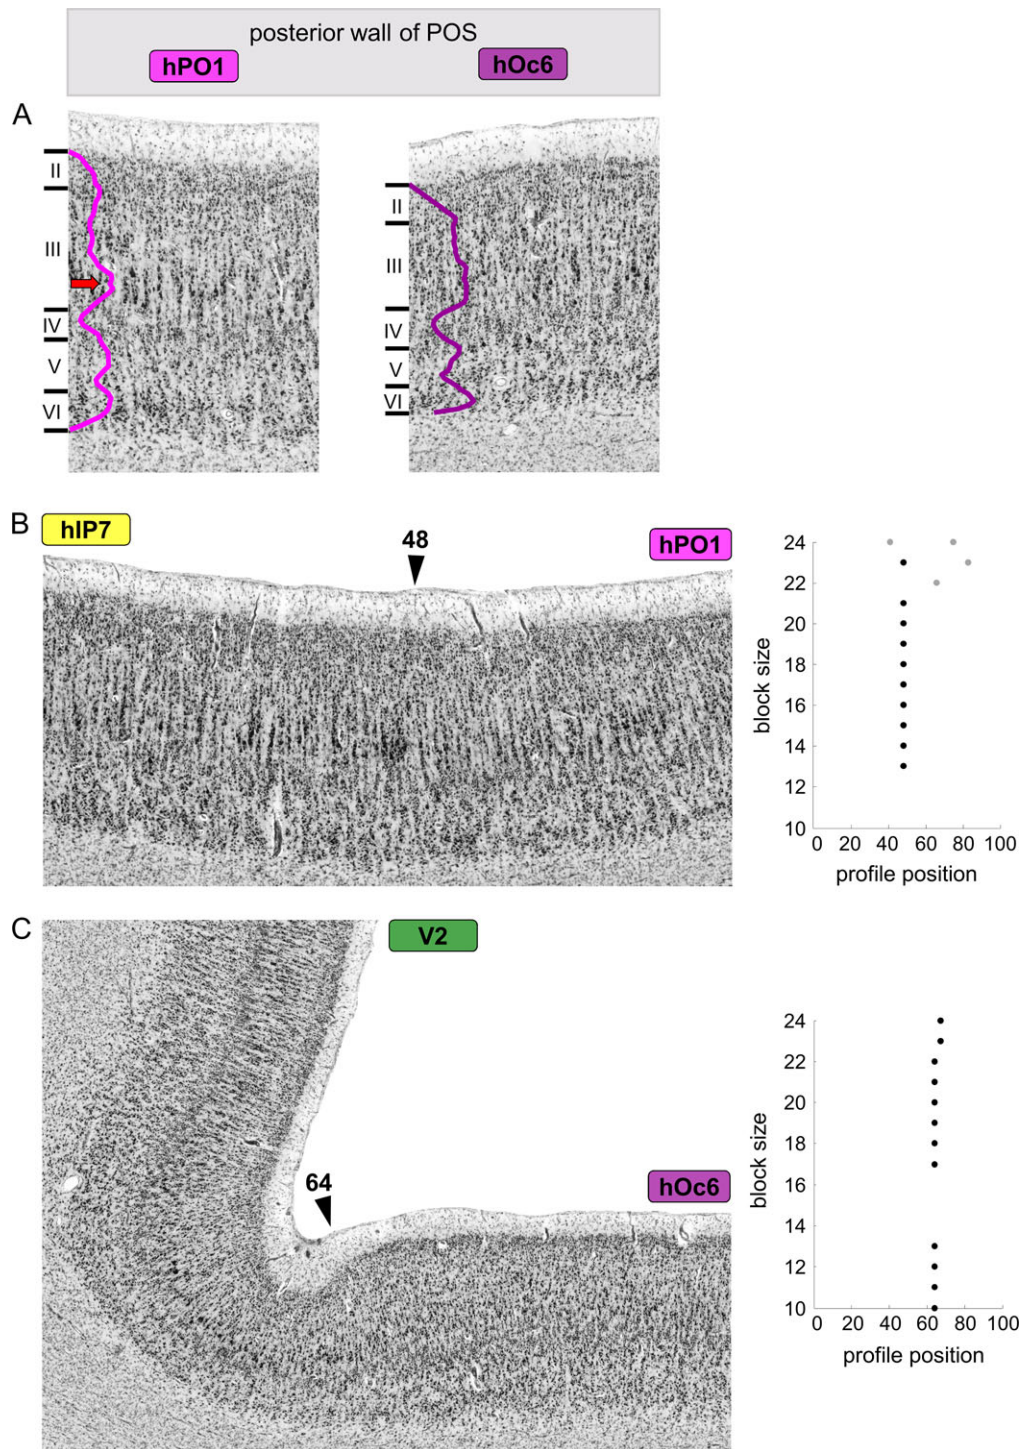 posterior wall of POS
hPO1
hOc6
A
II
III
IV
V
VI
II
III
IV
V
VI
B
hIP7
48
hPO1
24
22
20
18
16
14
12
10
0 20 40 60 80 100
block size
profile position
C
V2
64
hOc6
24
22
20
18
16
14
12
10
0 20 40 60 80 100
block size
profile position